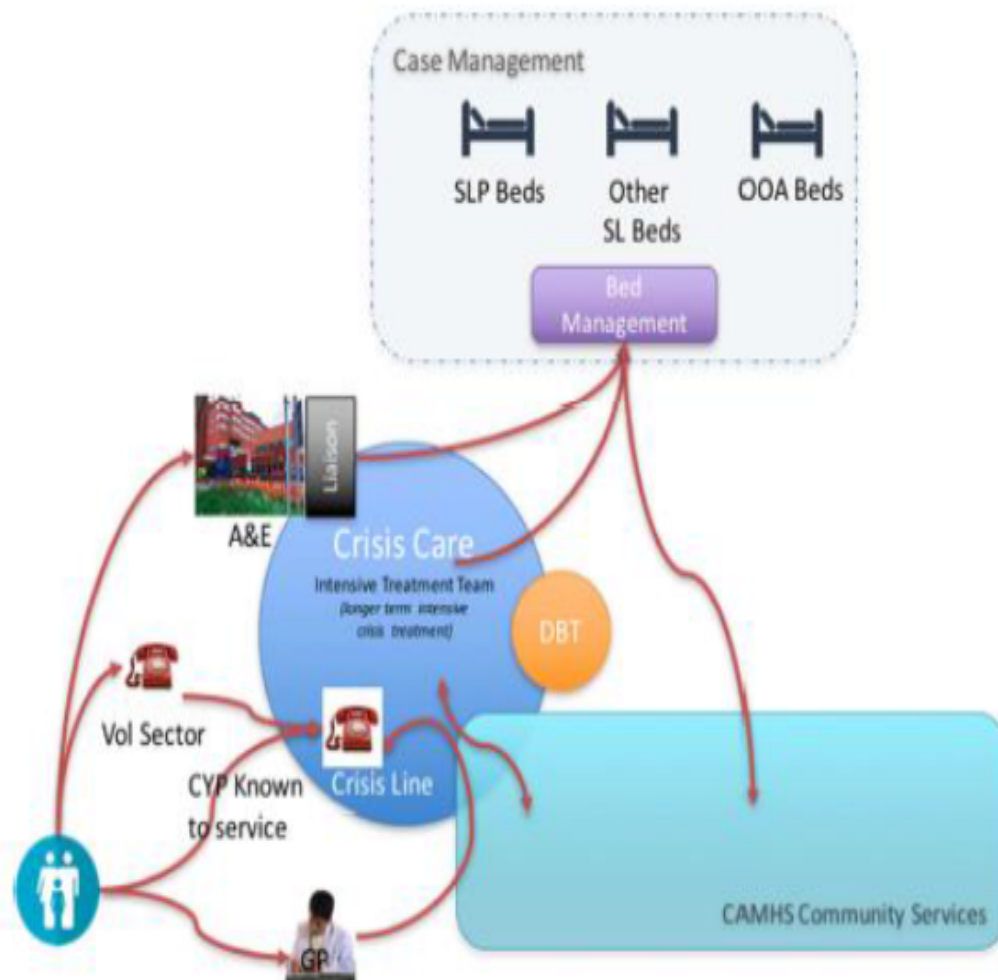 Case Management
SLP Beds
Other
SL Beds
OOA Beds
Bed
Management
Liaison
A&E
Crisis Care
Intensive Treatment Team
(longer term intensive
crisis treatment)
DBT
Vol Sector
CYP Known
to service
Crisis Line
GP
CAMHS Community Services